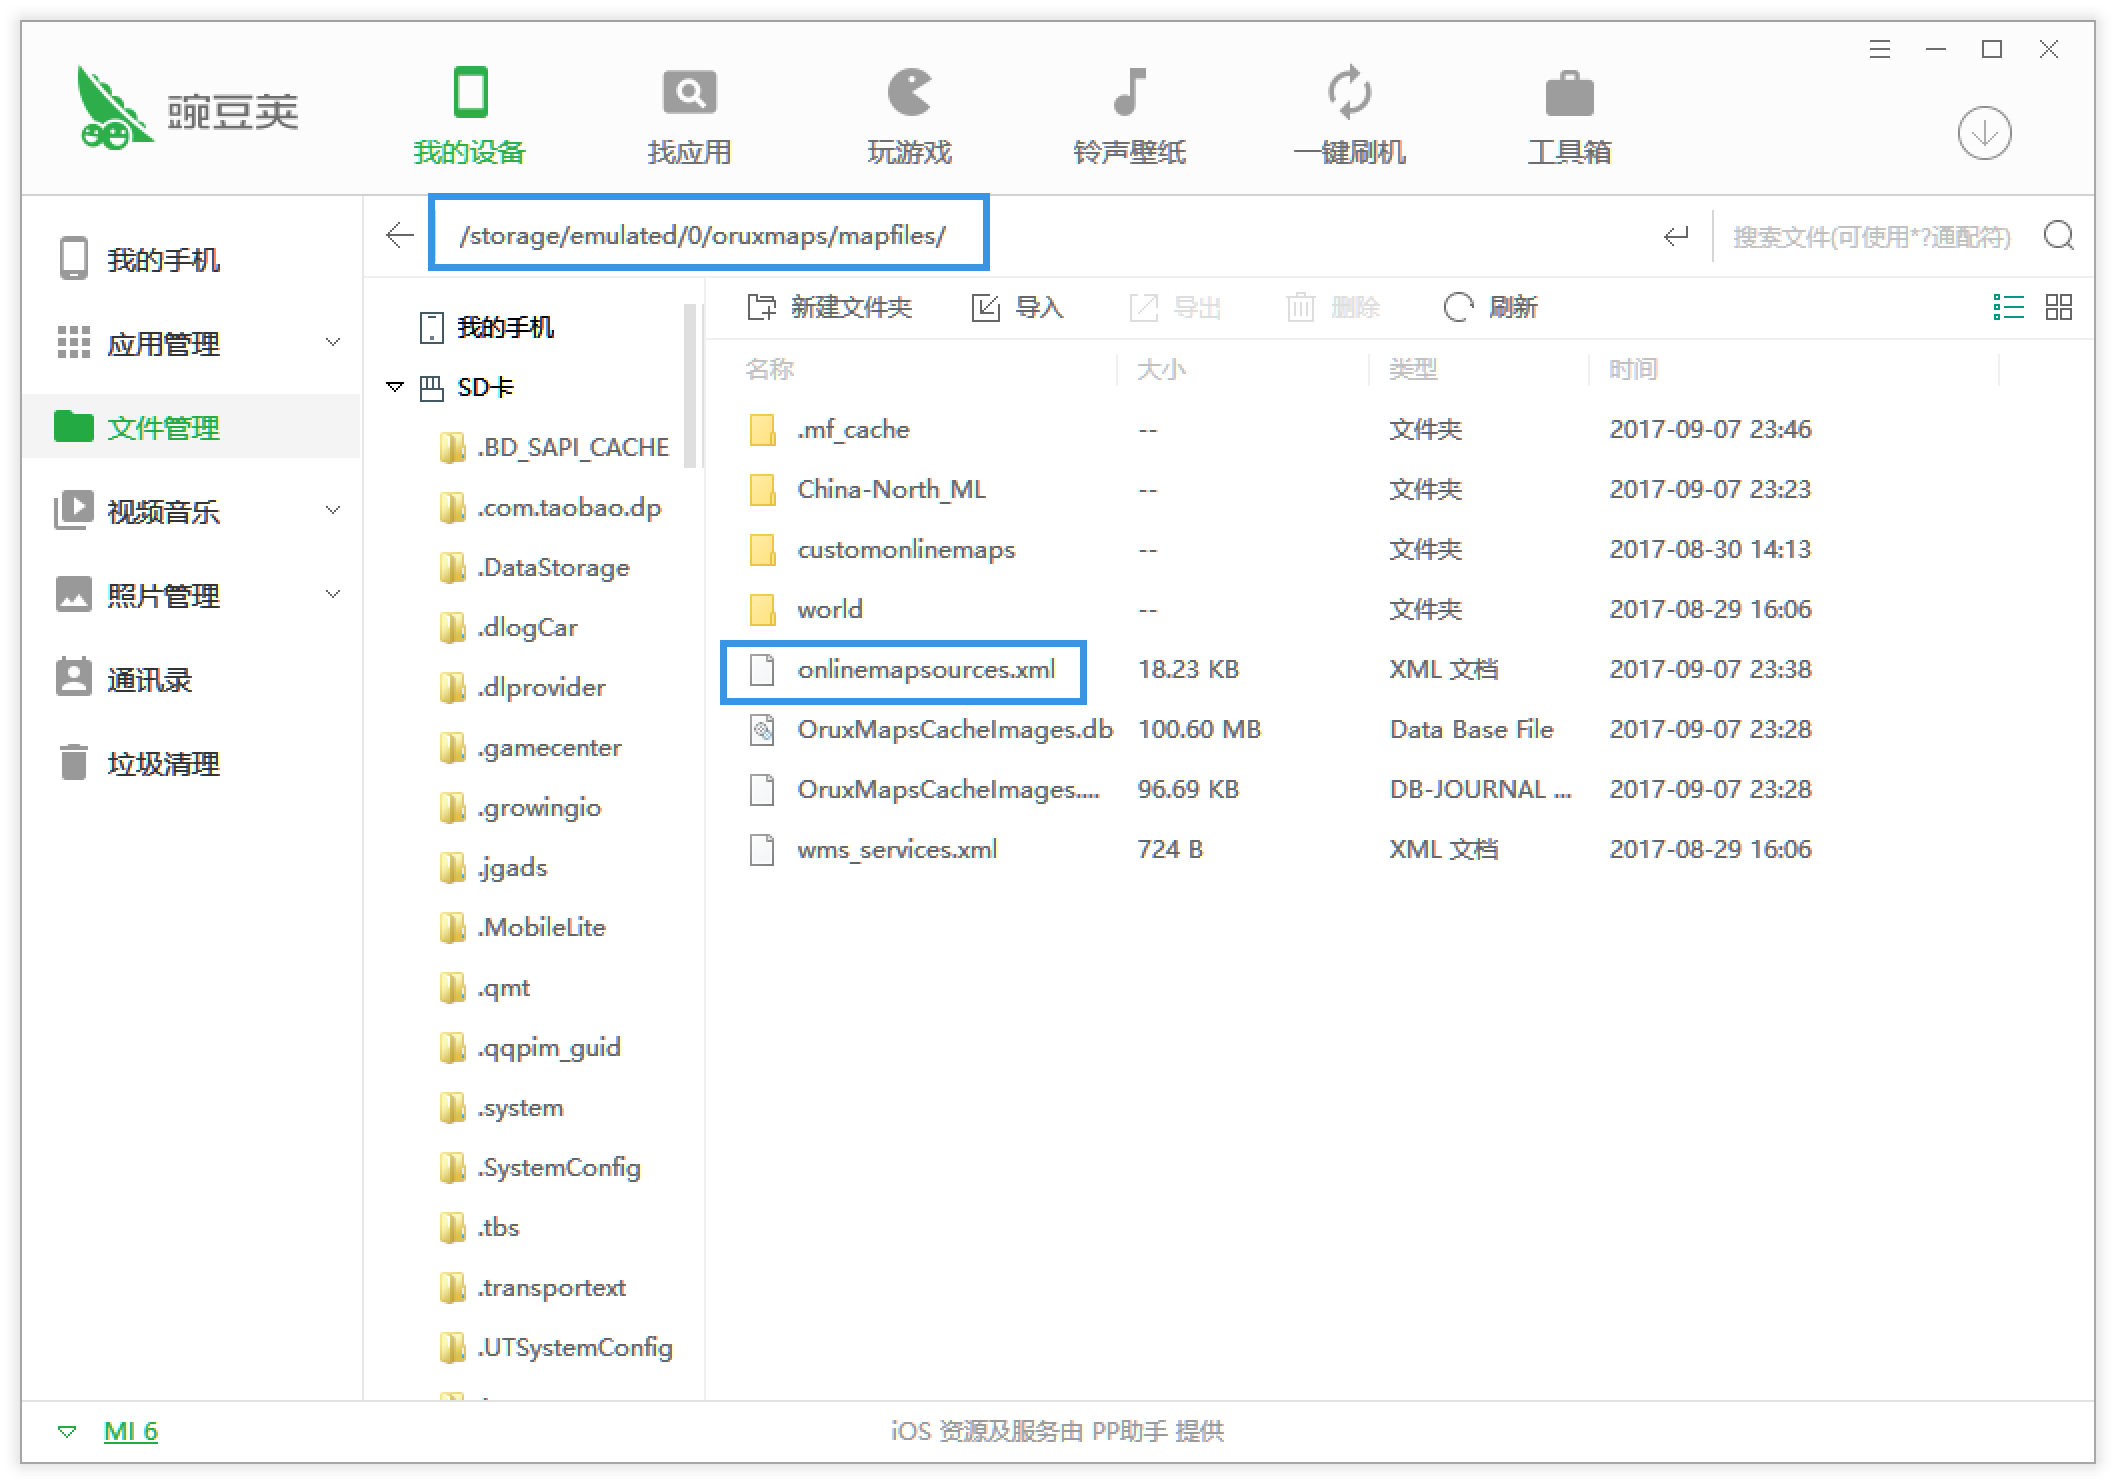 豌豆荚
我的设备
找应用
玩游戏
铃声壁纸
一键刷机
工具箱
/storage/emulated/0/oruxmaps/mapfiles/
搜索文件(可使用*?通配符)
我的手机
应用管理
文件管理
视频音乐
照片管理
通讯录
垃圾清理
我的手机
SD卡
.BD_SAPI_CACHE
.com.taobao.dp
.DataStorage
.dlogCar
.dlprovider
.gamecenter
.growingio
.jgads
.MobileLite
.qmt
.qqpim_guid
.system
.SystemConfig
.tbs
.transportext
.UTSystemConfig
新建文件夹 导入 导出 删除 刷新
名称 大小 类型 时间
.mf_cache -- 文件夹 2017-09-07 23:46
China-North_ML -- 文件夹 2017-09-07 23:23
customonlinemaps -- 文件夹 2017-08-30 14:13
world -- 文件夹 2017-08-29 16:06
onlinemapsources.xml 18.23 KB XML 文档 2017-09-07 23:38
OruxMapsCacheImages.db 100.60 MB Data Base File 2017-09-07 23:28
OruxMapsCacheImages.... 96.69 KB DB-JOURNAL ... 2017-09-07 23:28
wms_services.xml 724 B XML 文档 2017-08-29 16:06
MI 6
iOS 资源及服务由 PP助手 提供